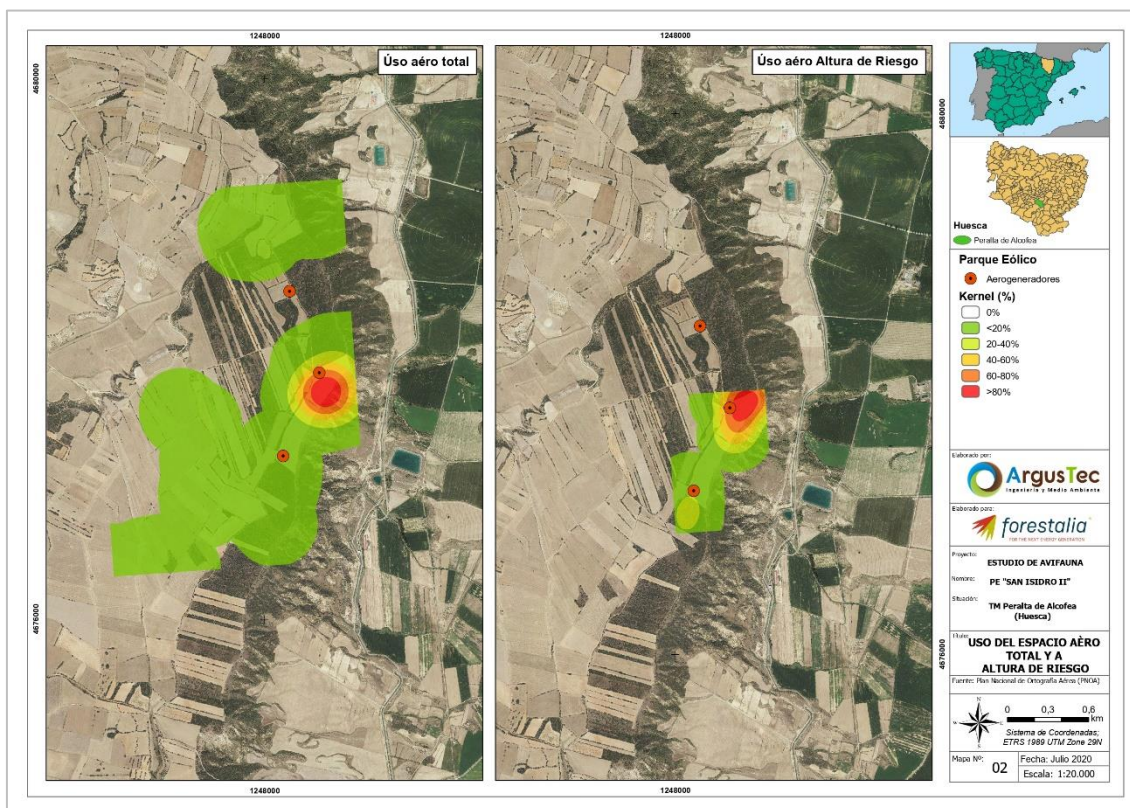 1248000
1248000
4680000
4680000
Úso aéro total
Úso aéro Altura de Riesgo
Huesca
Peralta de Alcofea
Parque Eólico
Aerogeneradores
Kernel (%)
0%
<20%
20-40%
40-60%
60-80%
>80%
Elaborado por:
ArgusTec
Ingeniería y Medio Ambiente
Elaborado para:
forestalia
FOR THE NEXT ENERGY GENERATION
Proyecto:
ESTUDIO DE AVIFAUNA
Nombre:
PE "SAN ISIDRO II"
Situación:
TM Peralta de Alcofea
(Huesca)
Título:
USO DEL ESPACIO AÈRO
TOTAL Y A
ALTURA DE RIESGO
Fuente: Plan Nacional de Ortografía Aérea (PNOA)
N
0 0,3 0,6
km
Sistema de Coordenadas;
ETRS 1989 UTM Zone 29N
Mapa Nº:
02
Fecha: Julio 2020
Escala: 1:20.000
4676000
4676000
1248000
1248000